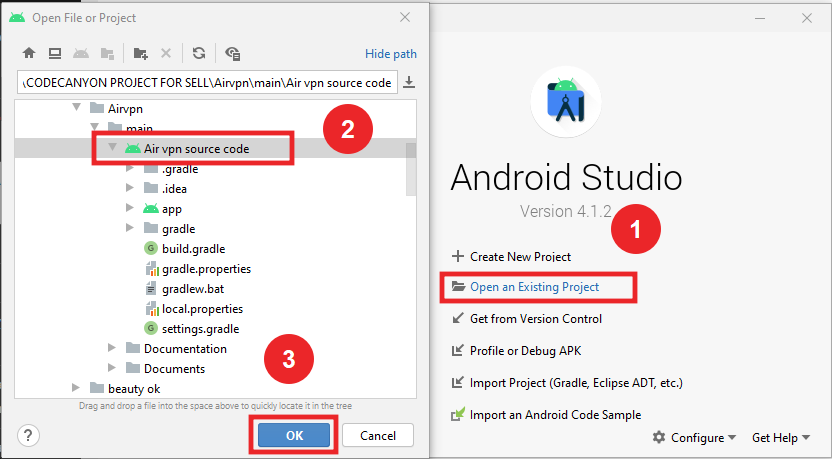 Open File or Project
Hide path
\CODECANYON PROJECT FOR SELL\Airvpn\main\Air vpn source code
Airvpn
main
Air vpn source code
.gradle
.idea
app
gradle
build.gradle
gradle.properties
gradlew.bat
local.properties
settings.gradle
Documentation
Documents
beauty ok
Drag and drop a file into the space above to quickly locate it in the tree
?
OK
Cancel
2
3
Android Studio
Version 4.1.2
1
Create New Project
Open an Existing Project
Get from Version Control
Profile or Debug APK
Import Project (Gradle, Eclipse ADT, etc.)
Import an Android Code Sample
Configure
Get Help